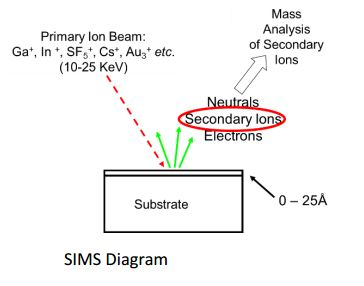 Mass
Analysis
of Secondary
Ions
Primary Ion Beam:
Ga⁺, In ⁺, SF₅⁺, Cs⁺, Au₃⁺ etc.
(10-25 KeV)
Neutrals
Secondary Ions
Electrons
Substrate
0 – 25Å
SIMS Diagram